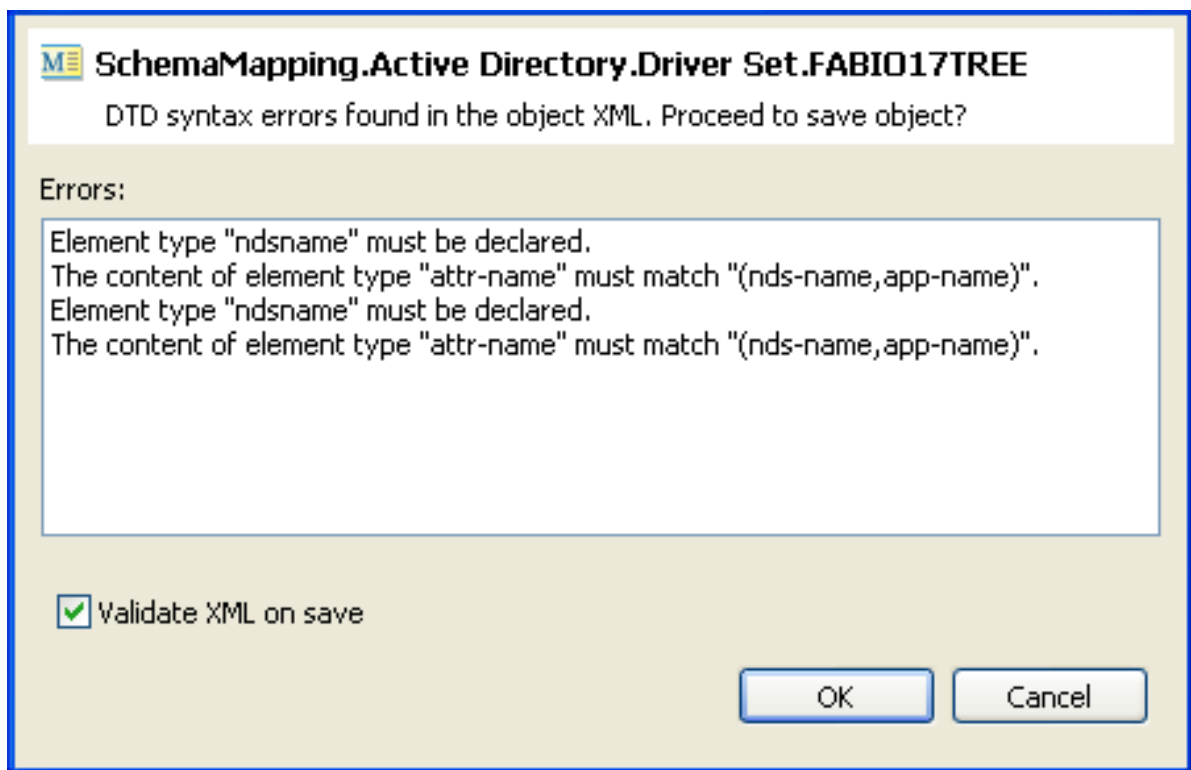 SchemaMapping.Active Directory.Driver Set.FABIO17TREE
DTD syntax errors found in the object XML. Proceed to save object?
Errors:
Element type "ndsname" must be declared.
The content of element type "attr-name" must match "(nds-name,app-name)".
Element type "ndsname" must be declared.
The content of element type "attr-name" must match "(nds-name,app-name)".
Validate XML on save
OK
Cancel